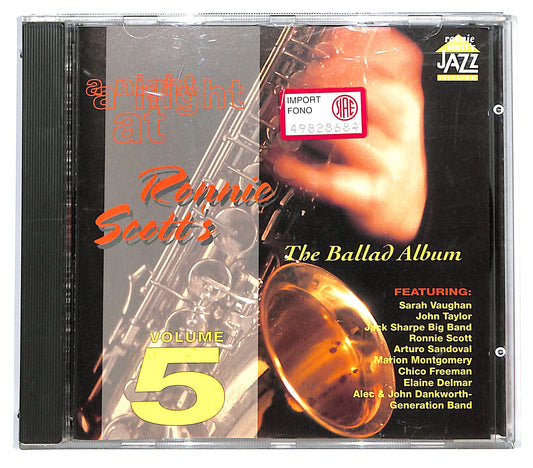 a night
at
Ronnie
Scott's
VOLUME
5
IMPORT
FONO
SIAE
49828684
ronnie
scott's
JAZZ
The Ballad Album
FEATURING:
Sarah Vaughan
John Taylor
Jack Sharpe Big Band
Ronnie Scott
Arturo Sandoval
Marion Montgomery
Chico Freeman
Elaine Delmar
Alec & John Dankworth-
Generation Band